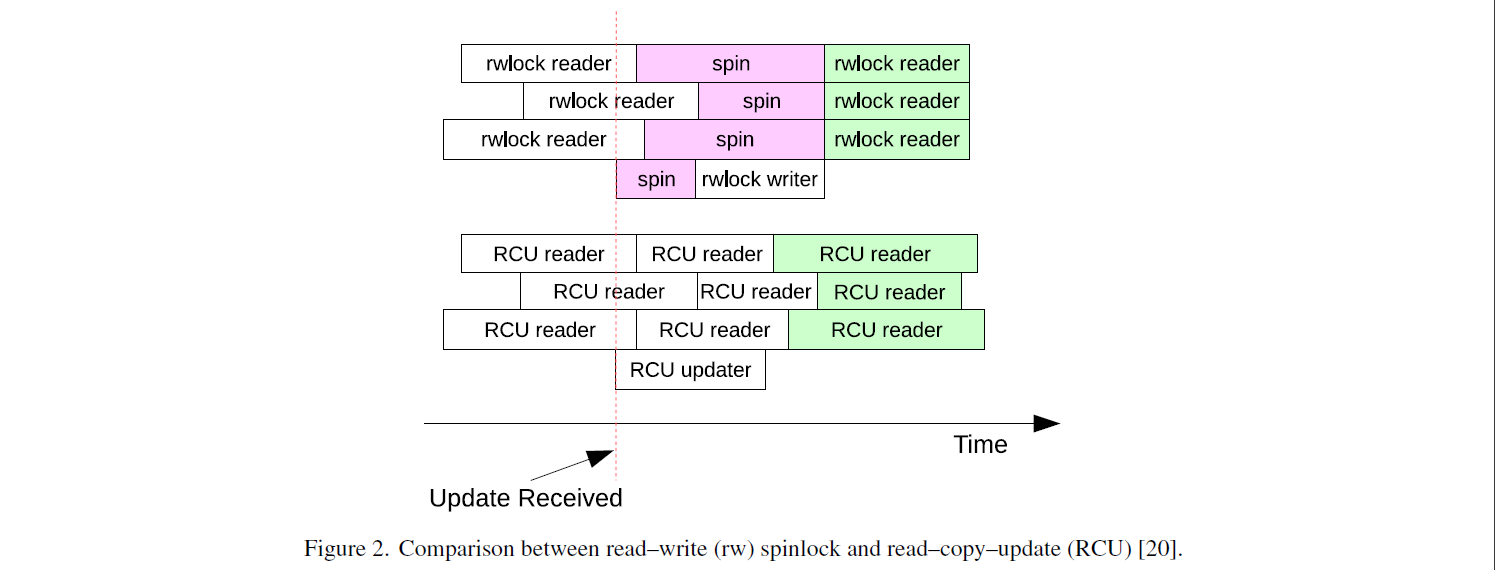 rwlock reader spin rwlock reader
rwlock reader spin rwlock reader
rwlock reader spin rwlock reader
spin rwlock writer
RCU reader RCU reader RCU reader
RCU reader RCU reader RCU reader
RCU reader RCU reader RCU reader
RCU updater
Time
Update Received
Figure 2. Comparison between read–write (rw) spinlock and read–copy–update (RCU) [20].